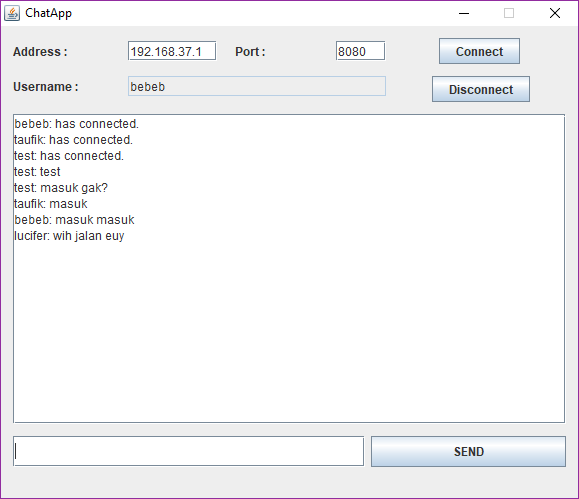 ChatApp
Address : 192.168.37.1 Port : 8080 Connect
Username : bebeb Disconnect
bebeb: has connected.
taufik: has connected.
test: has connected.
test: test
test: masuk gak?
taufik: masuk
bebeb: masuk masuk
lucifer: wih jalan euy
SEND